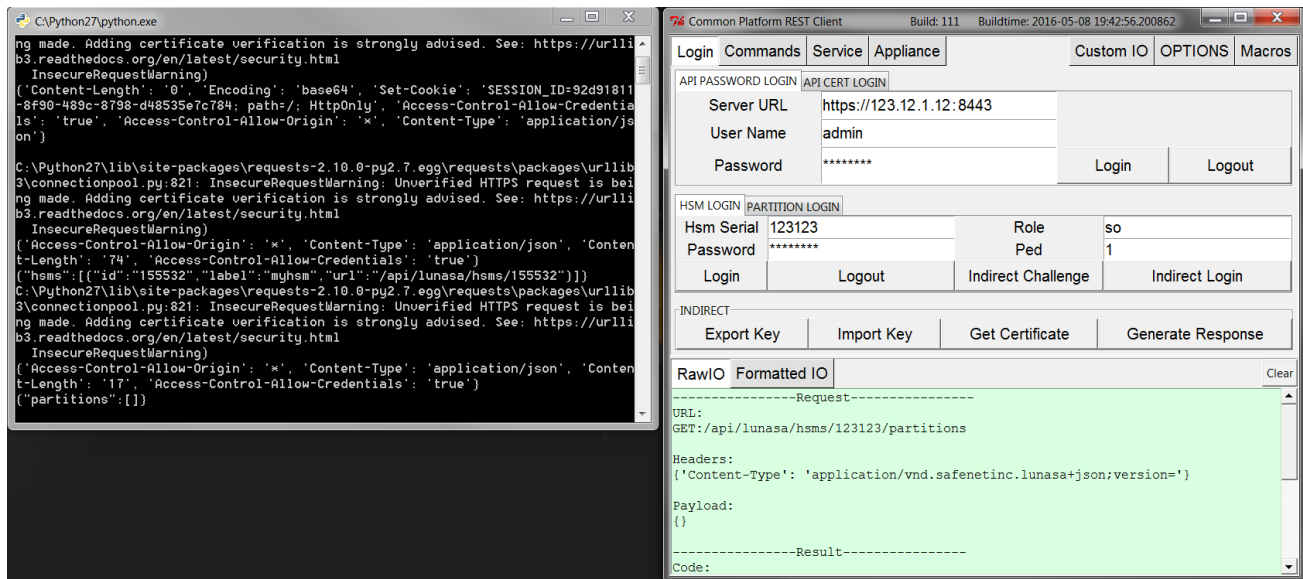 C:\Python27\python.exe
ng made. Adding certificate verification is strongly advised. See: https://urlli
b3.readthedocs.org/en/latest/security.html
  InsecureRequestWarning)
{'Content-Length': '0', 'Encoding': 'base64', 'Set-Cookie': 'SESSION_ID=92d91811
-8f90-489c-8798-d48535e7c784; path=/; HttpOnly', 'Access-Control-Allow-Credentia
ls': 'true', 'Access-Control-Allow-Origin': '*', 'Content-Type': 'application/js
on'}
C:\Python27\lib\site-packages\requests-2.10.0-py2.7.egg\requests\packages\urllib
3\connectionpool.py:821: InsecureRequestWarning: Unverified HTTPS request is bei
ng made. Adding certificate verification is strongly advised. See: https://urlli
b3.readthedocs.org/en/latest/security.html
  InsecureRequestWarning)
{'Access-Control-Allow-Origin': '*', 'Content-Type': 'application/json', 'Conten
t-Length': '74', 'Access-Control-Allow-Credentials': 'true'}
{"hsms":[{"id":"155532","label":"myhsm","url":"/api/lunasa/hsms/155532"}]}
C:\Python27\lib\site-packages\requests-2.10.0-py2.7.egg\requests\packages\urllib
3\connectionpool.py:821: InsecureRequestWarning: Unverified HTTPS request is bei
ng made. Adding certificate verification is strongly advised. See: https://urlli
b3.readthedocs.org/en/latest/security.html
  InsecureRequestWarning)
{'Access-Control-Allow-Origin': '*', 'Content-Type': 'application/json', 'Conten
t-Length': '17', 'Access-Control-Allow-Credentials': 'true'}
{"partitions":[]}
Common Platform REST Client Build: 111 Buildtime: 2016-05-08 19:42:56.200862
Login Commands Service Appliance Custom IO OPTIONS Macros
API PASSWORD LOGIN API CERT LOGIN
Server URL https://123.12.1.12:8443
User Name admin
Password ******** Login Logout
HSM LOGIN PARTITION LOGIN
Hsm Serial 123123 Role so
Password ******** Ped 1
Login Logout Indirect Challenge Indirect Login
INDIRECT
Export Key Import Key Get Certificate Generate Response
RawIO Formatted IO Clear
----------------Request----------------
URL:
GET:/api/lunasa/hsms/123123/partitions
Headers:
{'Content-Type': 'application/vnd.safenetinc.lunasa+json;version='}
Payload:
{}
----------------Result----------------
Code: